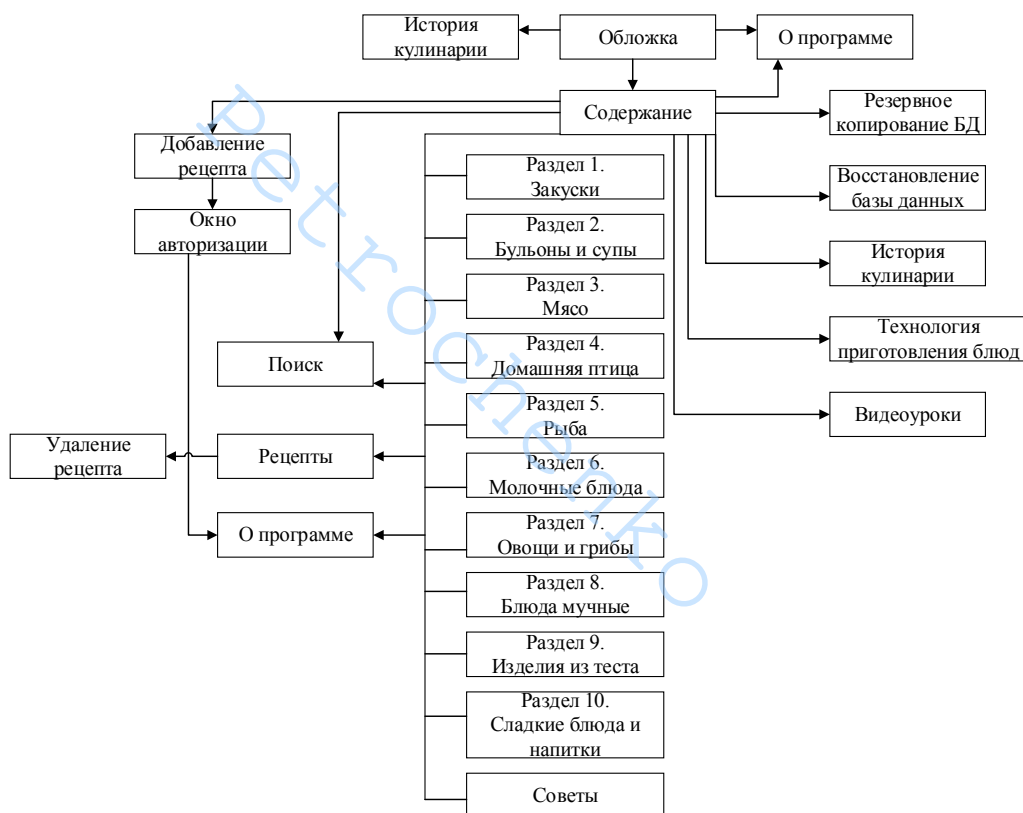 История
кулинарии
Обложка
О программе
Содержание
Резервное
копирование БД
Добавление
рецепта
Раздел 1.
Закуски
Восстановление
базы данных
Окно
авторизации
Раздел 2.
Бульоны и супы
История
кулинарии
Раздел 3.
Мясо
Технология
приготовления блюд
Поиск
Раздел 4.
Домашняя птица
Раздел 5.
Рыба
Видеоуроки
Удаление
рецепта
Рецепты
Раздел 6.
Молочные блюда
О программе
Раздел 7.
Овощи и грибы
Раздел 8.
Блюда мучные
Раздел 9.
Изделия из теста
Раздел 10.
Сладкие блюда и
напитки
Советы
Petrochenko